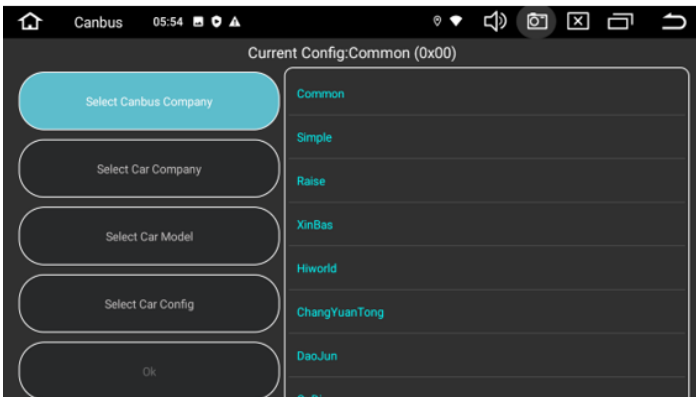 Canbus 05:54
Current Config:Common (0x00)
Select Canbus Company
Select Car Company
Select Car Model
Select Car Config
Ok
Common
Simple
Raise
XinBas
Hiworld
ChangYuanTong
DaoJun